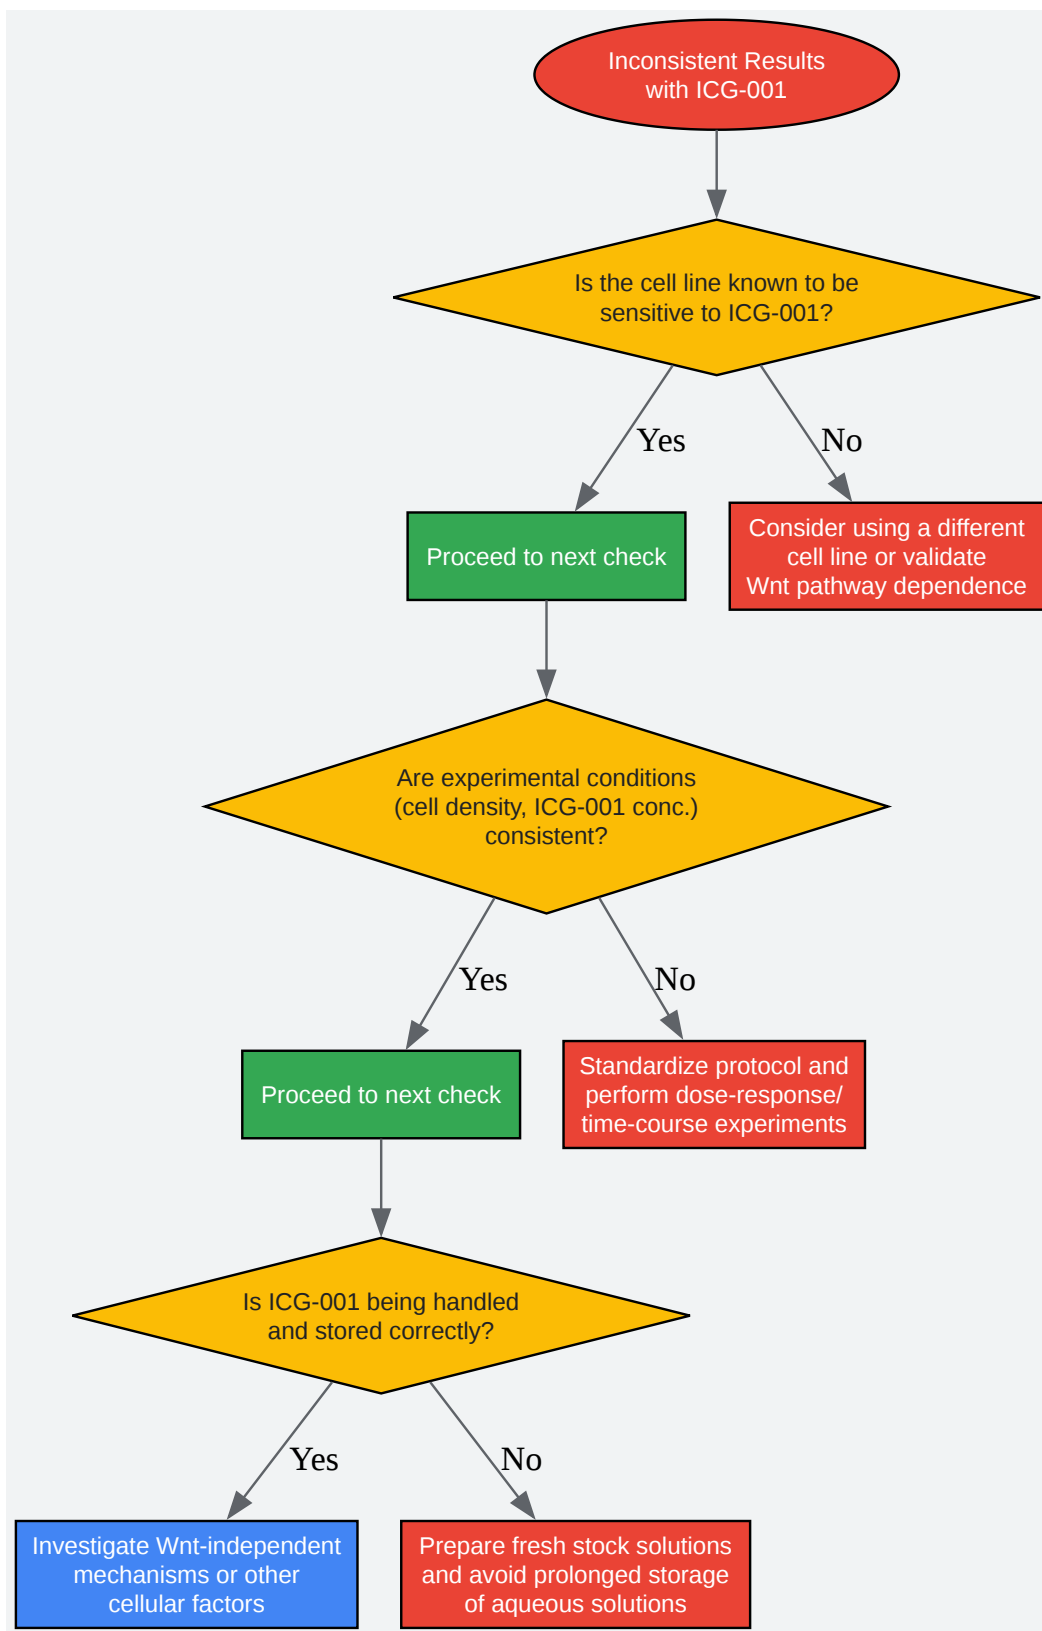 Inconsistent Results
with ICG-001
Is the cell line known to be
sensitive to ICG-001?
Yes
No
Proceed to next check
Consider using a different
cell line or validate
Wnt pathway dependence
Are experimental conditions
(cell density, ICG-001 conc.)
consistent?
Yes
No
Proceed to next check
Standardize protocol and
perform dose-response/
time-course experiments
Is ICG-001 being handled
and stored correctly?
Yes
No
Investigate Wnt-independent
mechanisms or other
cellular factors
Prepare fresh stock solutions
and avoid prolonged storage
of aqueous solutions